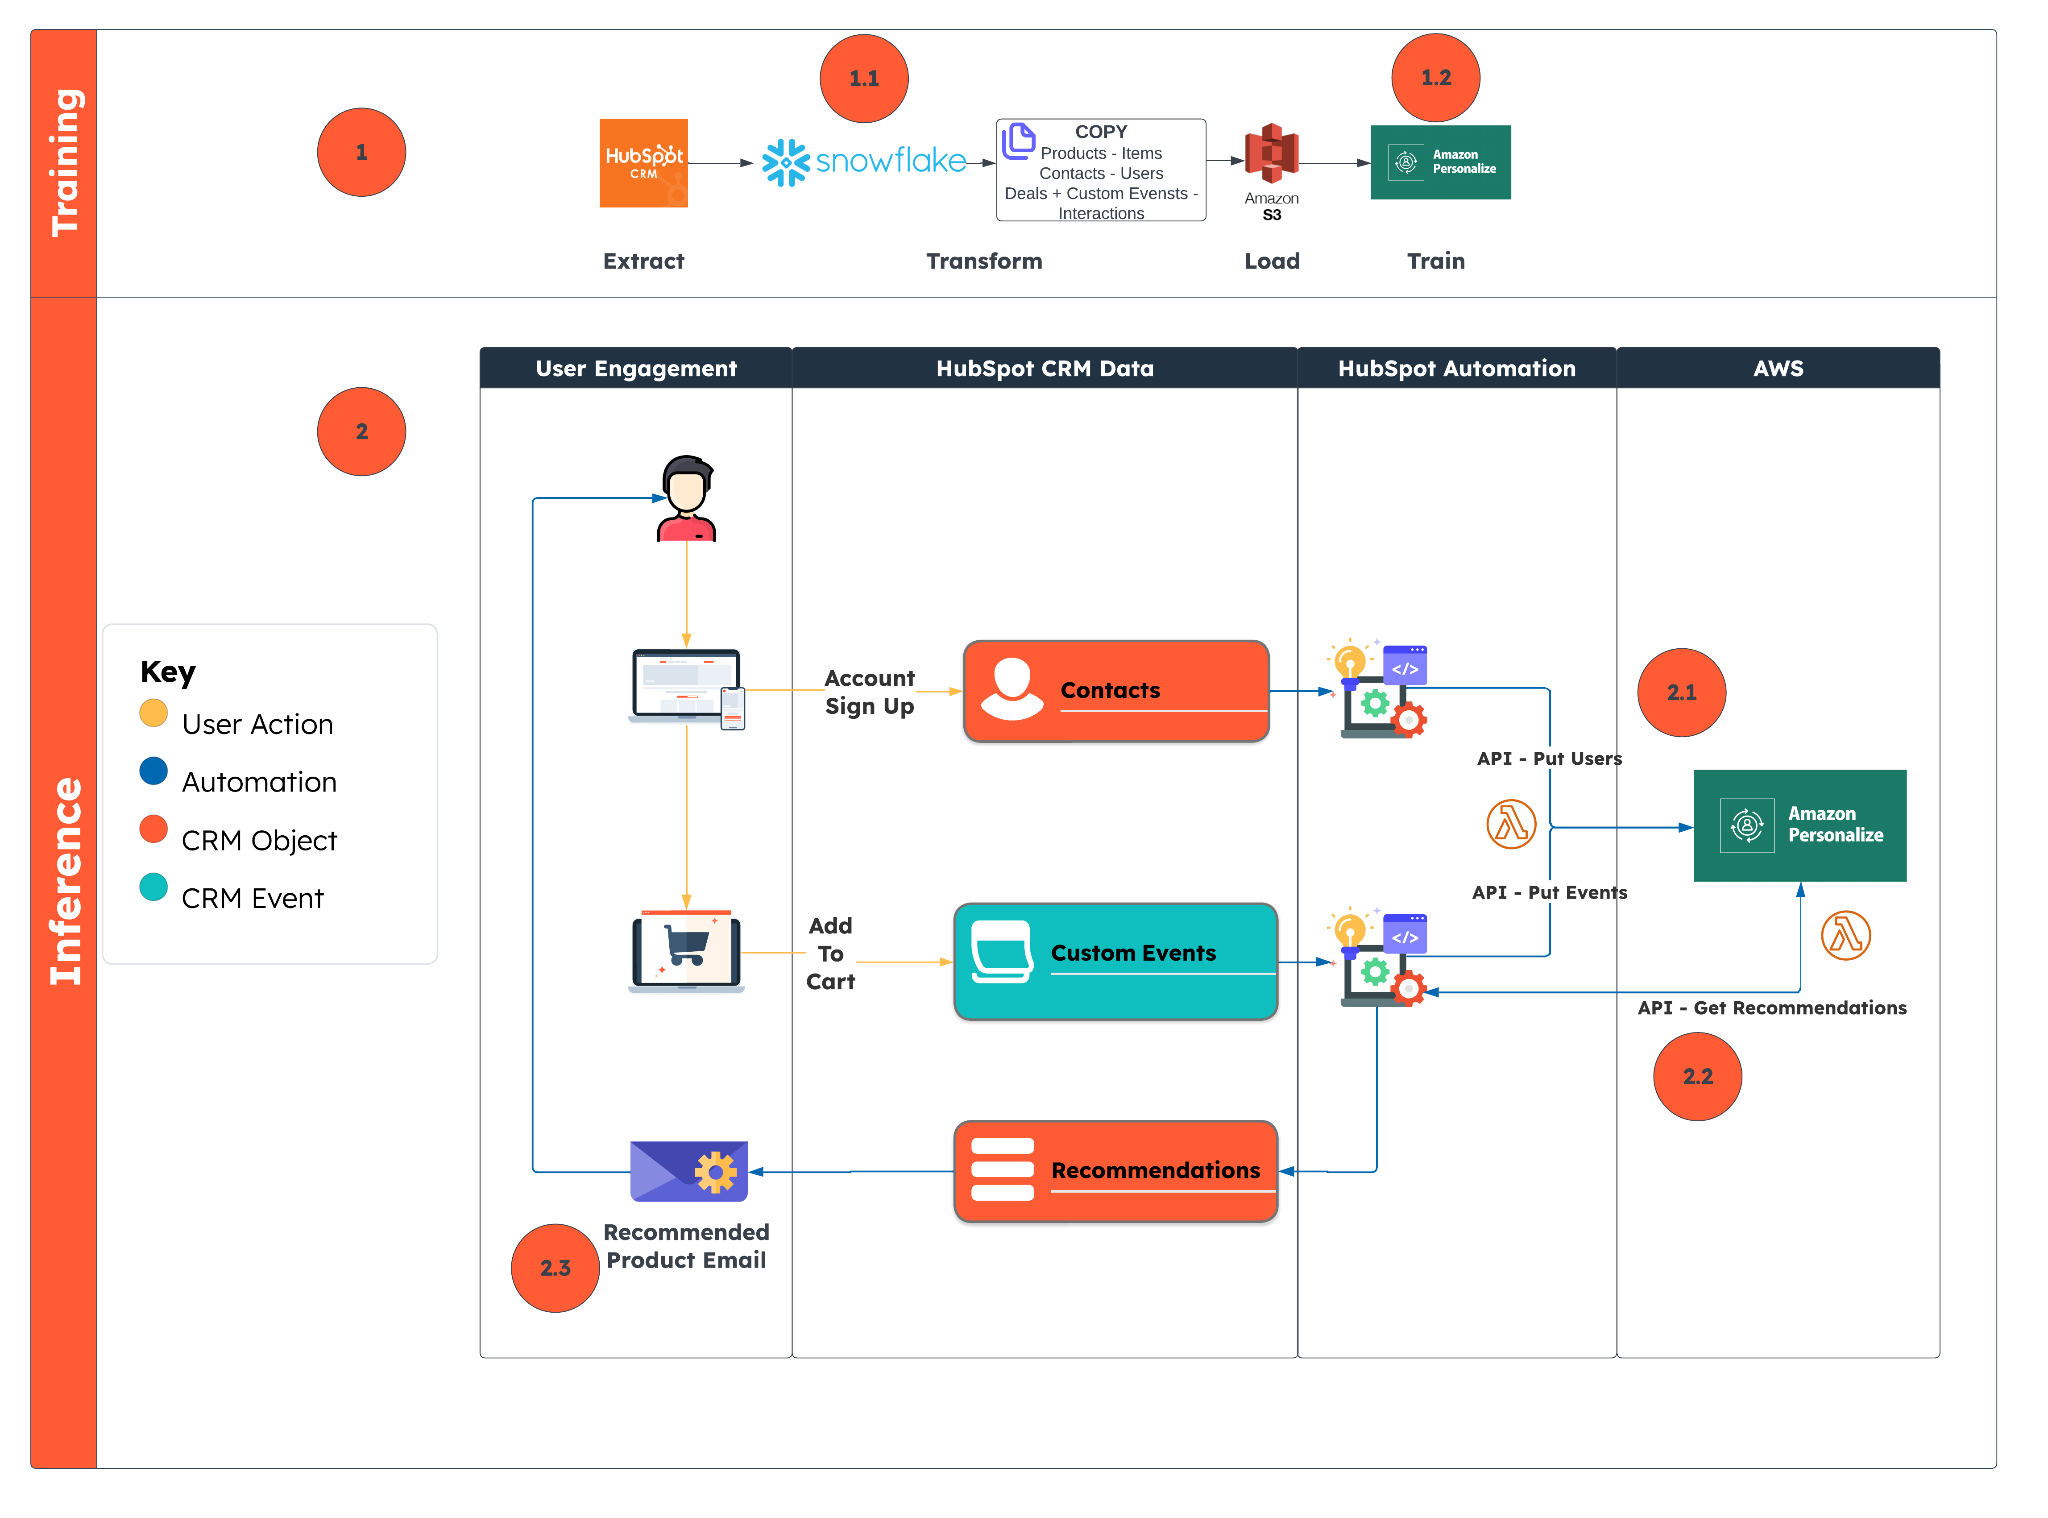 Training
1
1.1
1.2
HubSpot
CRM
snowflake
COPY
Products - Items
Contacts - Users
Deals + Custom Evensts -
Interactions
Amazon
S3
Amazon
Personalize
Extract
Transform
Load
Train
Inference
2
User Engagement
HubSpot CRM Data
HubSpot Automation
AWS
Key
User Action
Automation
CRM Object
CRM Event
Account
Sign Up
Contacts
</>
2.1
API - Put Users
Amazon
Personalize
API - Put Events
Add
To
Cart
Custom Events
</>
API - Get Recommendations
2.2
Recommendations
Recommended
Product Email
2.3